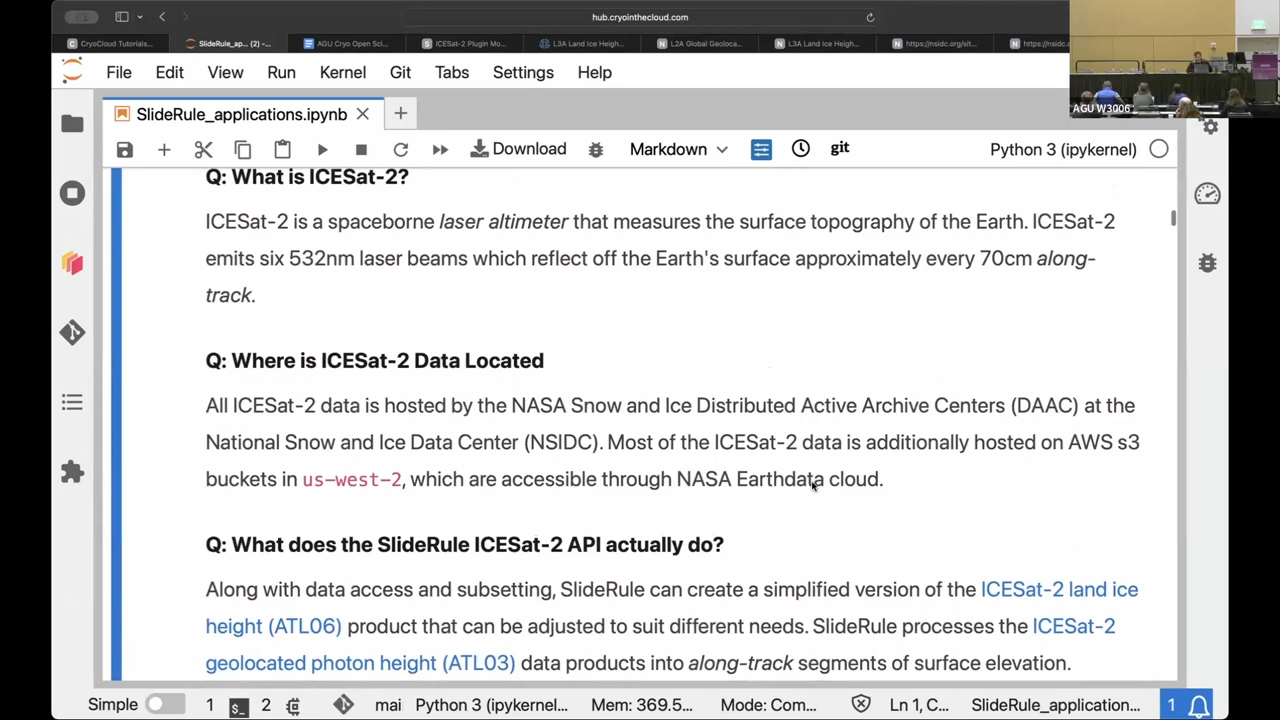 hub.cryointhecloud.com
CryoCloud Tutorials...
SlideRule_ap... (2) -...
AGU Cryo Open Sci...
ICESat-2 Plugin Mo...
L3A Land Ice Heigh...
L2A Global Geoloca...
L3A Land Ice Heigh...
https://nsidc.org/sit...
https://nsidc.o
File Edit View Run Kernel Git Tabs Settings Help
AGU W3006
SlideRule_applications.ipynb
Download
Markdown
git
Python 3 (ipykernel)
Q: What is ICESat-2?
ICESat-2 is a spaceborne laser altimeter that measures the surface topography of the Earth. ICESat-2
emits six 532nm laser beams which reflect off the Earth's surface approximately every 70cm along-
track.
Q: Where is ICESat-2 Data Located
All ICESat-2 data is hosted by the NASA Snow and Ice Distributed Active Archive Centers (DAAC) at the
National Snow and Ice Data Center (NSIDC). Most of the ICESat-2 data is additionally hosted on AWS s3
buckets in us-west-2, which are accessible through NASA Earthdata cloud.
Q: What does the SlideRule ICESat-2 API actually do?
Along with data access and subsetting, SlideRule can create a simplified version of the ICESat-2 land ice
height (ATL06) product that can be adjusted to suit different needs. SlideRule processes the ICESat-2
geolocated photon height (ATL03) data products into along-track segments of surface elevation.
Simple 1 2 mai Python 3 (ipykernel... Mem: 369.5... Mode: Com... Ln 1, C... SlideRule_application... 1